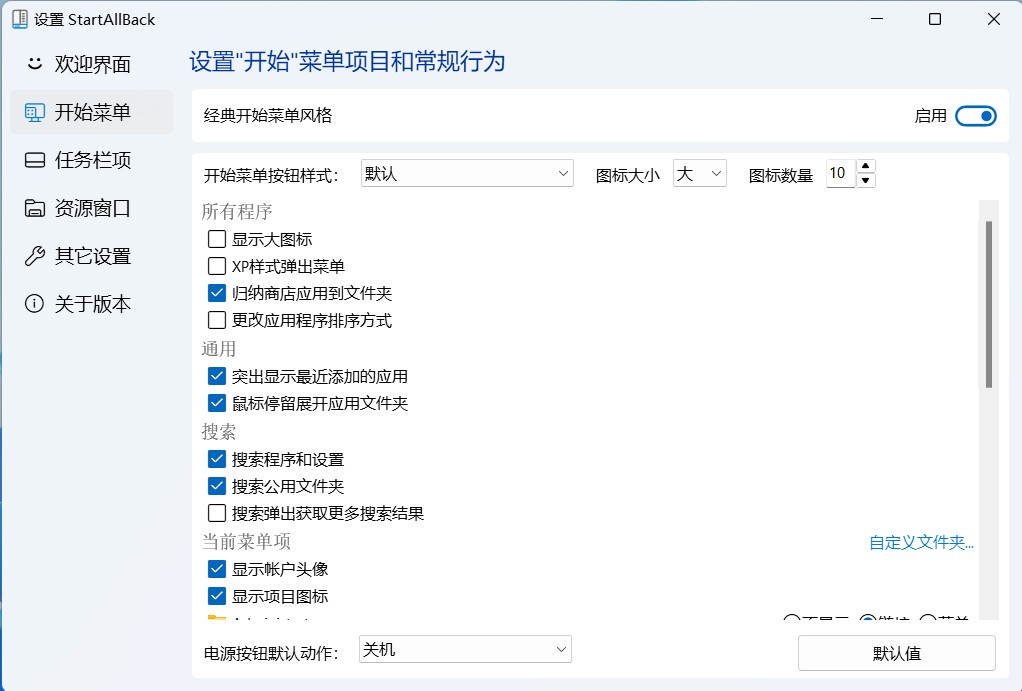 设置 StartAllBack
欢迎界面
开始菜单
任务栏项
资源窗口
其它设置
关于版本
设置"开始"菜单项目和常规行为
经典开始菜单风格
启用
开始菜单按钮样式: 默认 图标大小 大 图标数量 10
所有程序
显示大图标
XP样式弹出菜单
归纳商店应用到文件夹
更改应用程序排序方式
通用
突出显示最近添加的应用
鼠标停留展开应用文件夹
搜索
搜索程序和设置
搜索公用文件夹
搜索弹出获取更多搜索结果
当前菜单项
自定义文件夹...
显示帐户头像
显示项目图标
电源按钮默认动作: 关机
默认值